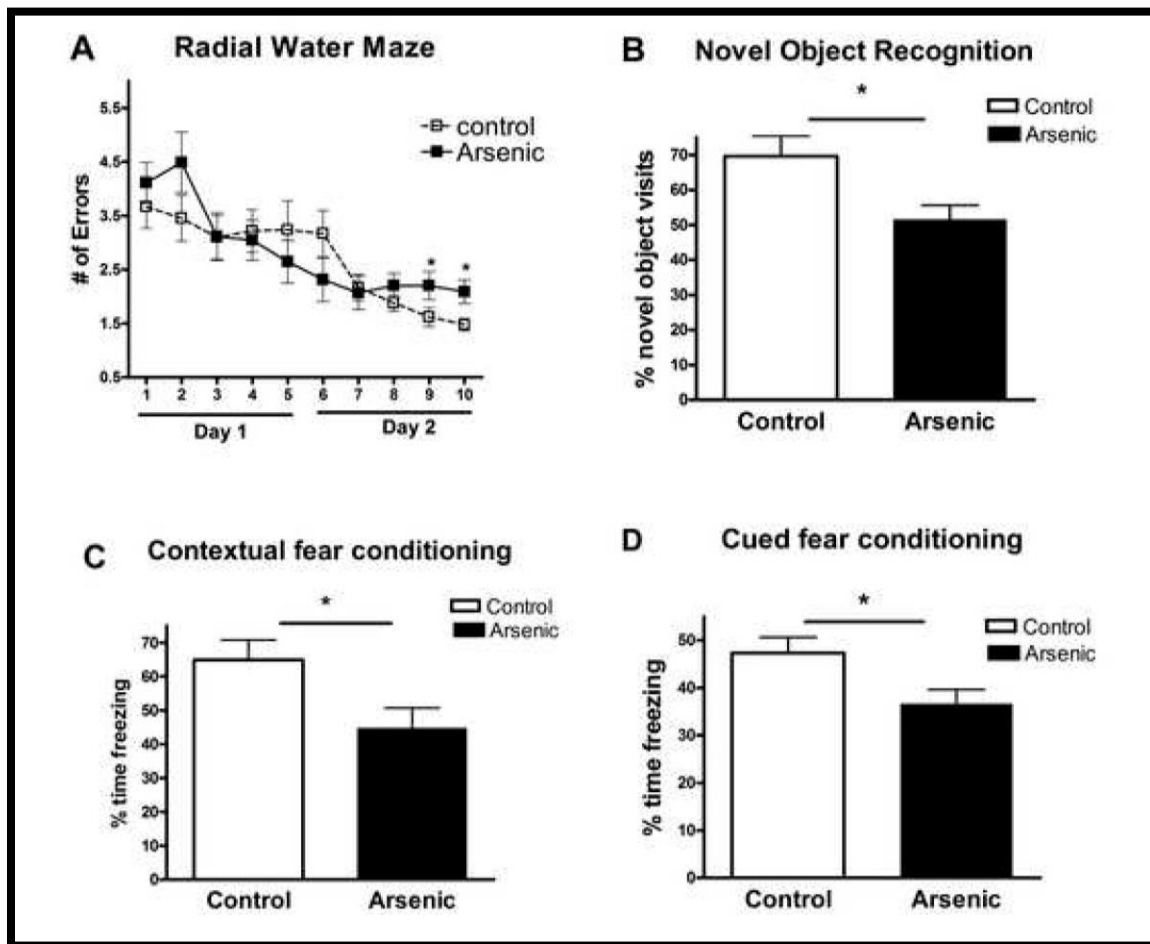 A Radial Water Maze
5.5
4.5
3.5
2.5
1.5
0.5
# of Errors
control
Arsenic
* *
1 2 3 4 5 6 7 8 9 10
Day 1 Day 2
B Novel Object Recognition
*
Control
Arsenic
70
60
50
40
30
20
10
0
% novel object visits
Control Arsenic
C Contextual fear conditioning
*
Control
Arsenic
70
60
50
40
30
20
10
0
% time freezing
Control Arsenic
D Cued fear conditioning
*
Control
Arsenic
50
40
30
20
10
0
% time freezing
Control Arsenic